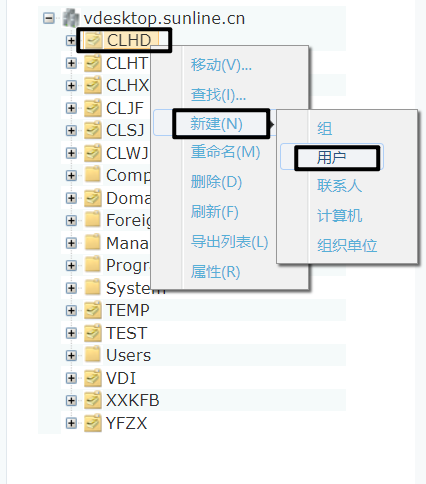 vdesktop.sunline.cn
CLHD
CLHT
CLHX
CLJF
CLSJ
CLWJ
Comp
Doma
Foreig
Mana
Progr
System
TEMP
TEST
Users
VDI
XXKFB
YFZX
移动(V)...
查找(I)...
新建(N)
重命名(M)
删除(D)
刷新(F)
导出列表(L)
属性(R)
组
用户
联系人
计算机
组织单位